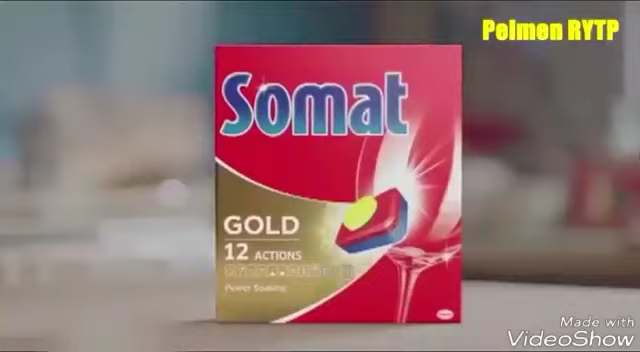 Pelmen RYTP
Somat
GOLD
12 ACTIONS
Power Soaking
Made with
VideoShow